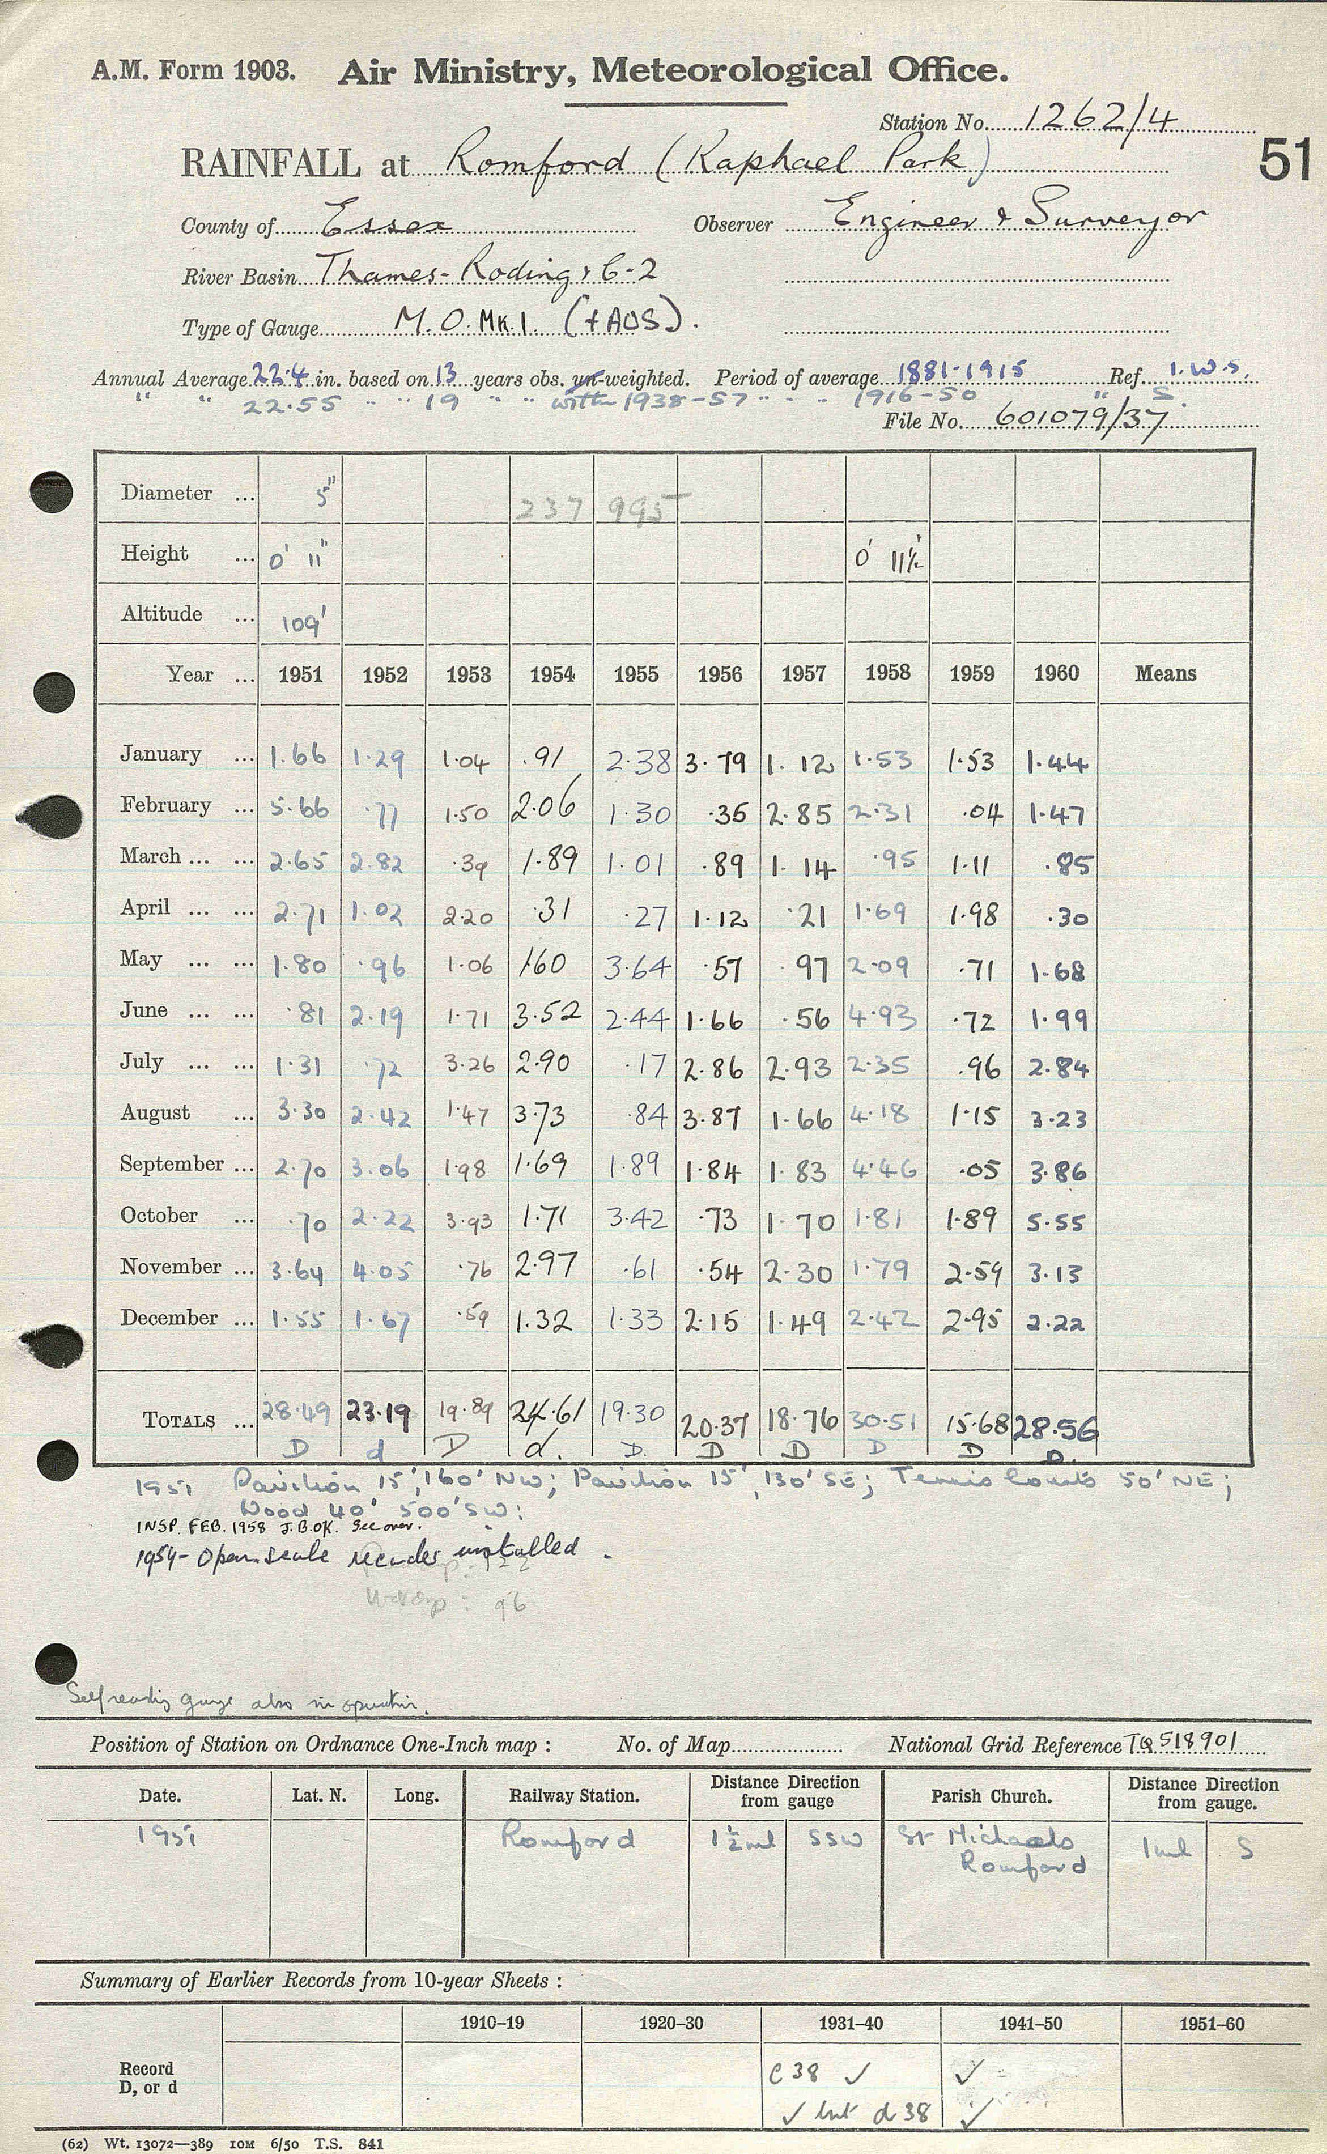 A.M. Form 1903. Air Ministry, Meteorological Office.
Station No. 1262/4
RAINFALL at Romford (Raphael Park)
51
County of Essex Observer Engineer & Surveyor
River Basin Thames-Roding & 6-2
Type of Gauge M.O. Mk.1. (+AOS).
Annual Average 22.4 in. based on 13 years obs. un-weighted. Period of average 1881-1915 Ref. I.W.S.
" " 22.55 " " 19 " " with 1938-57 " " " 1916-50 " S.
File No. 601079/37
Diameter ... 5" 237 995
Height ... 0' 11" 0' 11½"
Altitude ... 109'
Year ... 1951 1952 1953 1954 1955 1956 1957 1958 1959 1960 Means
January ... 1.66 1.29 1.04 .91 2.38 3.79 1.12 1.53 1.53 1.44
February ... 5.66 .77 1.50 2.06 1.30 .35 2.85 2.31 .04 1.47
March ... ... 2.65 2.82 .39 1.89 1.01 .89 1.14 .95 1.11 .85
April ... ... 2.71 1.02 2.20 .31 .27 1.12 .21 1.69 1.98 .30
May ... ... 1.80 .96 1.06 1.60 3.64 .57 .97 2.09 .71 1.68
June ... ... .81 2.19 1.71 3.52 2.44 1.66 .56 4.93 .72 1.99
July ... ... 1.31 .72 3.26 2.90 .17 2.86 2.93 2.35 .96 2.84
August ... 3.30 2.42 1.47 3.73 .84 3.87 1.66 4.18 1.15 3.23
September ... 2.70 3.06 1.98 1.69 1.89 1.84 1.83 4.46 .05 3.86
October ... .70 2.22 3.93 1.71 3.42 .73 1.70 1.81 1.89 5.55
November ... 3.64 4.05 .76 2.97 .61 .54 2.30 1.79 2.59 3.13
December ... 1.55 1.67 .59 1.32 1.33 2.15 1.49 2.42 2.95 2.22
TOTALS ... 28.49 23.19 19.89 24.61 19.30 20.37 18.76 30.51 15.68 28.56
D d D d. D. D D D D D.
1951 Pavilion 15', 160' NW; Pavilion 15', 130' SE; Tennis Courts 50' NE;
Wood 40' 500' SW;
INSP. FEB. 1958 J.B. OK. See over.
1954- Open scale recorder installed.
96
Self reading gauge also in operation.
Position of Station on Ordnance One-Inch map : No. of Map National Grid Reference TQ 518901
Date. Lat. N. Long. Railway Station. Distance Direction from gauge Parish Church. Distance Direction from gauge.
1951 Romford 1½ml SSW St Michaels Romford 1ml S
Summary of Earlier Records from 10-year Sheets :
1910-19 1920-30 1931-40 1941-50 1951-60
Record D, or d
C 38 ✓ ✓
✓ but d 38 ✓
(62) Wt. 13072—389 10M 6/50 T.S. 841